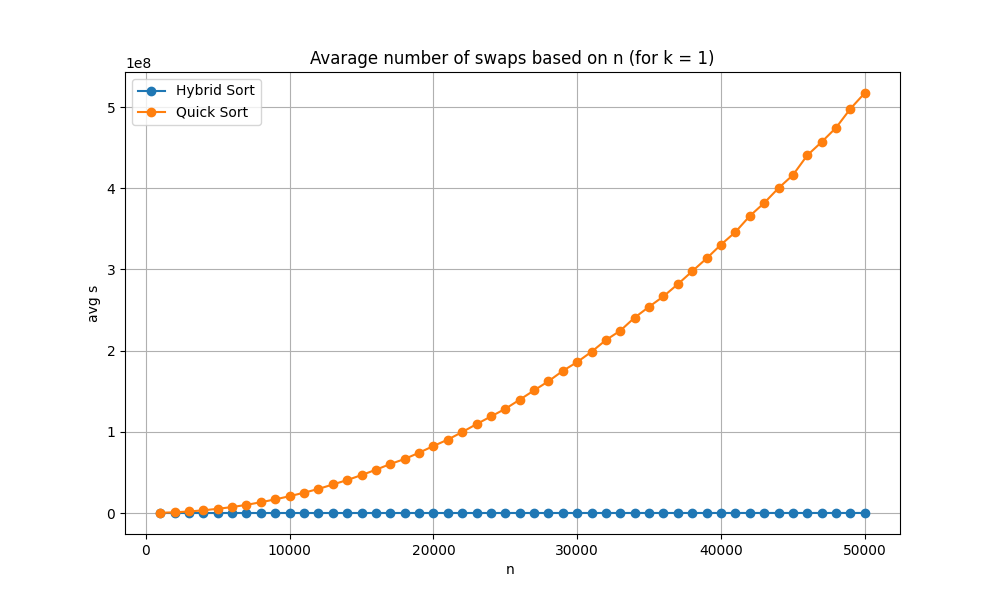 Avarage number of swaps based on n (for k = 1)
1e8
Hybrid Sort
Quick Sort
5
4
3
2
1
0
avg s
0 10000 20000 30000 40000 50000
n